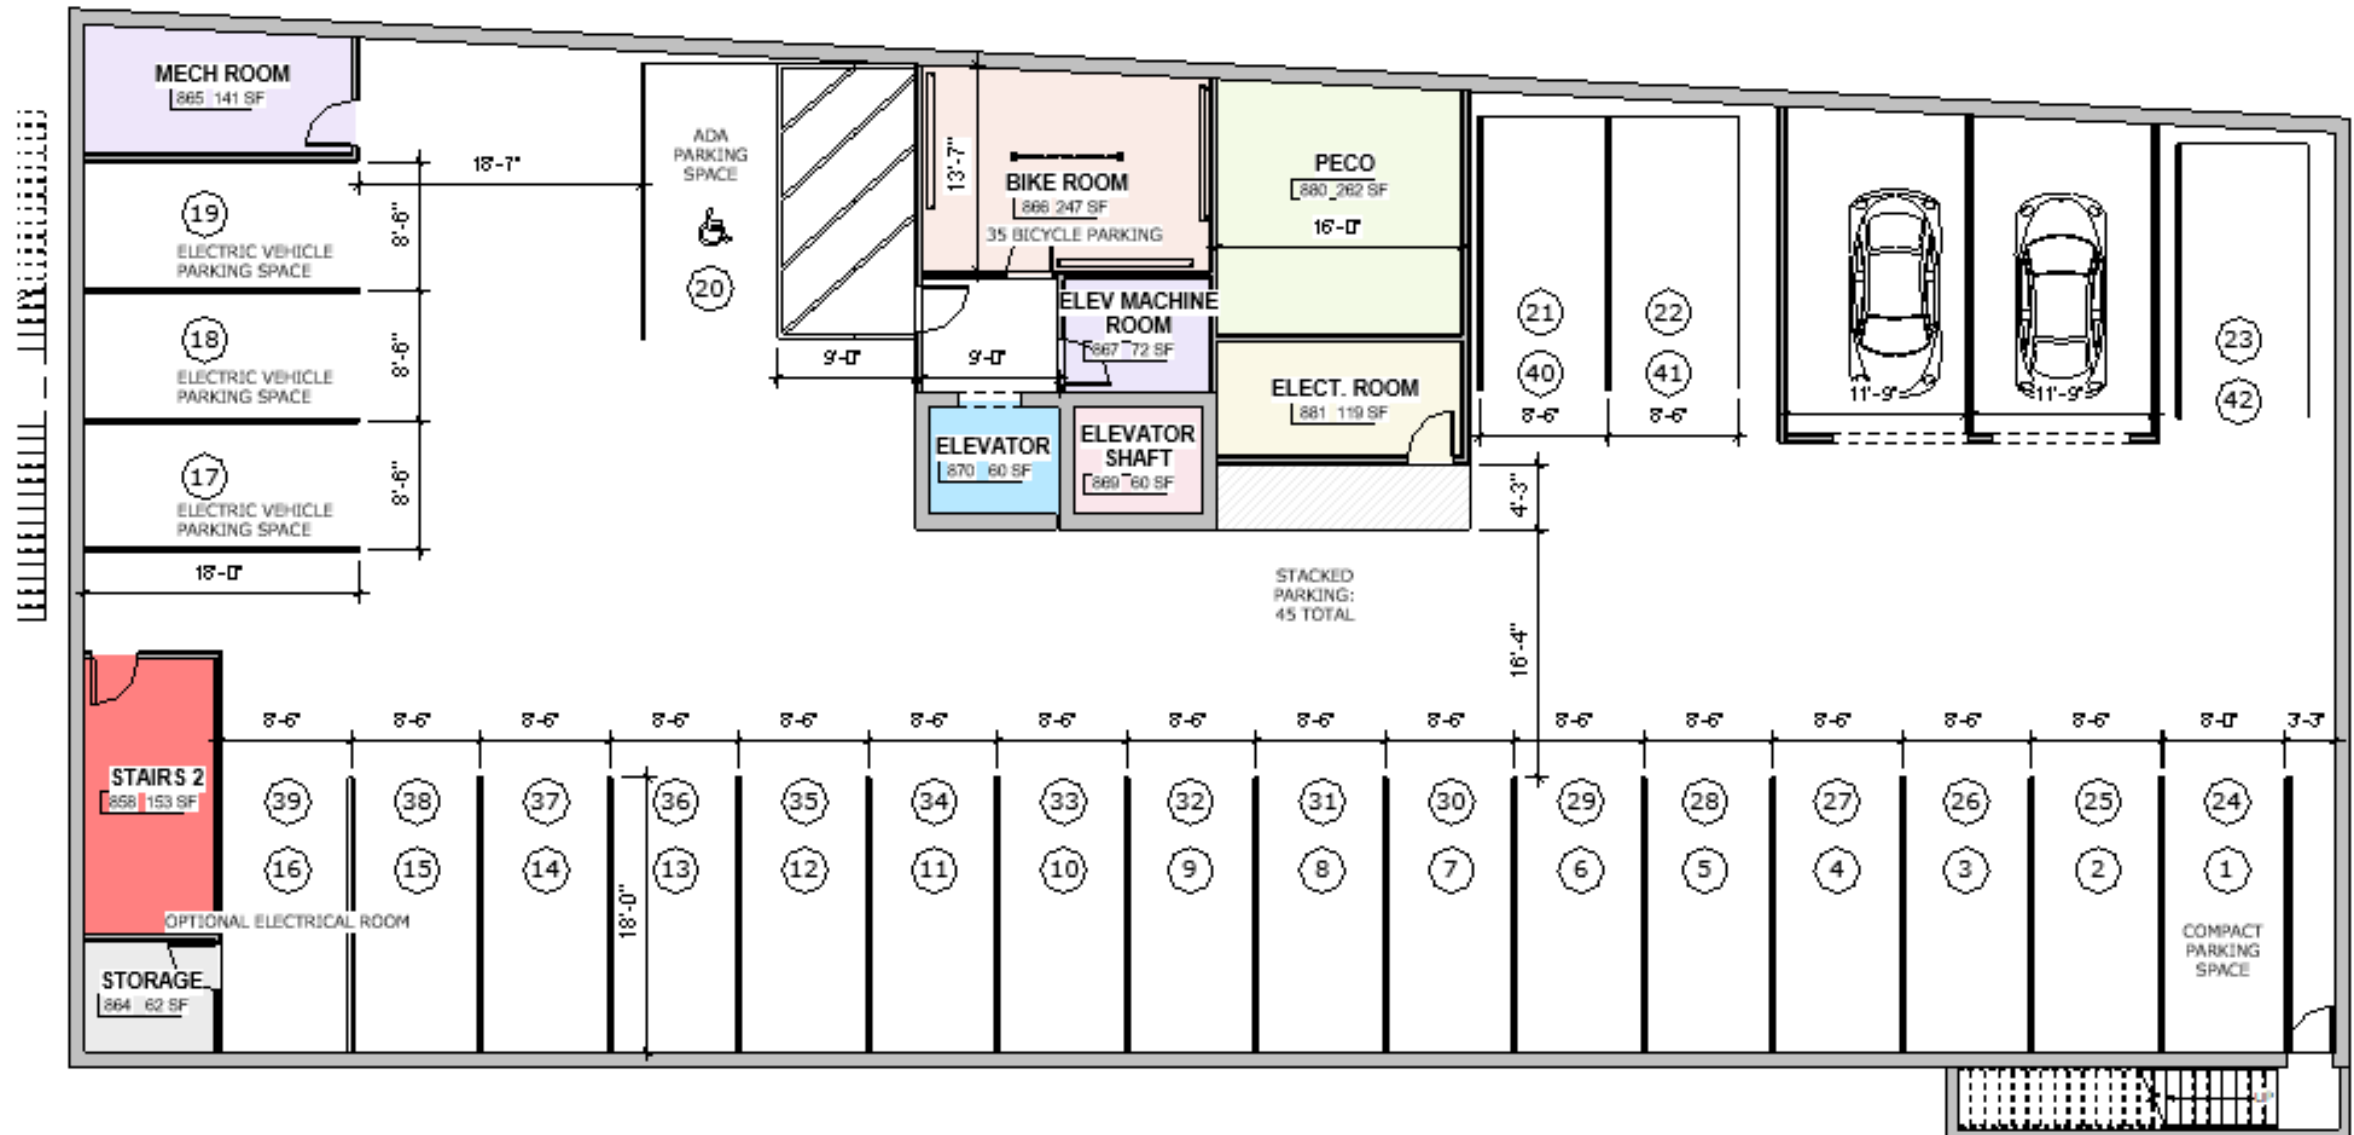 MECH ROOM
865 141 SF
19
ELECTRIC VEHICLE
PARKING SPACE
8'-6"
18
ELECTRIC VEHICLE
PARKING SPACE
8'-6"
17
ELECTRIC VEHICLE
PARKING SPACE
8'-6"
18'-0"
18'-7"
ADA
PARKING
SPACE
20
9'-0"
9'-0"
13'-7"
BIKE ROOM
866 247 SF
35 BICYCLE PARKING
ELEV MACHINE
ROOM
867 72 SF
ELEVATOR
870 60 SF
ELEVATOR
SHAFT
869 60 SF
PECO
880 262 SF
16'-0"
ELECT. ROOM
881 119 SF
21
40
8'-6"
22
41
8'-6"
11'-9"
11'-9"
23
42
4'-3"
16'-4"
STACKED
PARKING:
45 TOTAL
STAIRS 2
858 153 SF
OPTIONAL ELECTRICAL ROOM
STORAGE
864 62 SF
8'-6" 8'-6" 8'-6" 8'-6" 8'-6" 8'-6" 8'-6" 8'-6" 8'-6" 8'-6" 8'-6" 8'-6" 8'-6" 8'-6" 8'-6" 8'-0" 3'-3"
39 38 37 36 35 34 33 32 31 30 29 28 27 26 25 24
16 15 14 13 12 11 10 9 8 7 6 5 4 3 2 1
18'-0"
COMPACT
PARKING
SPACE
UP